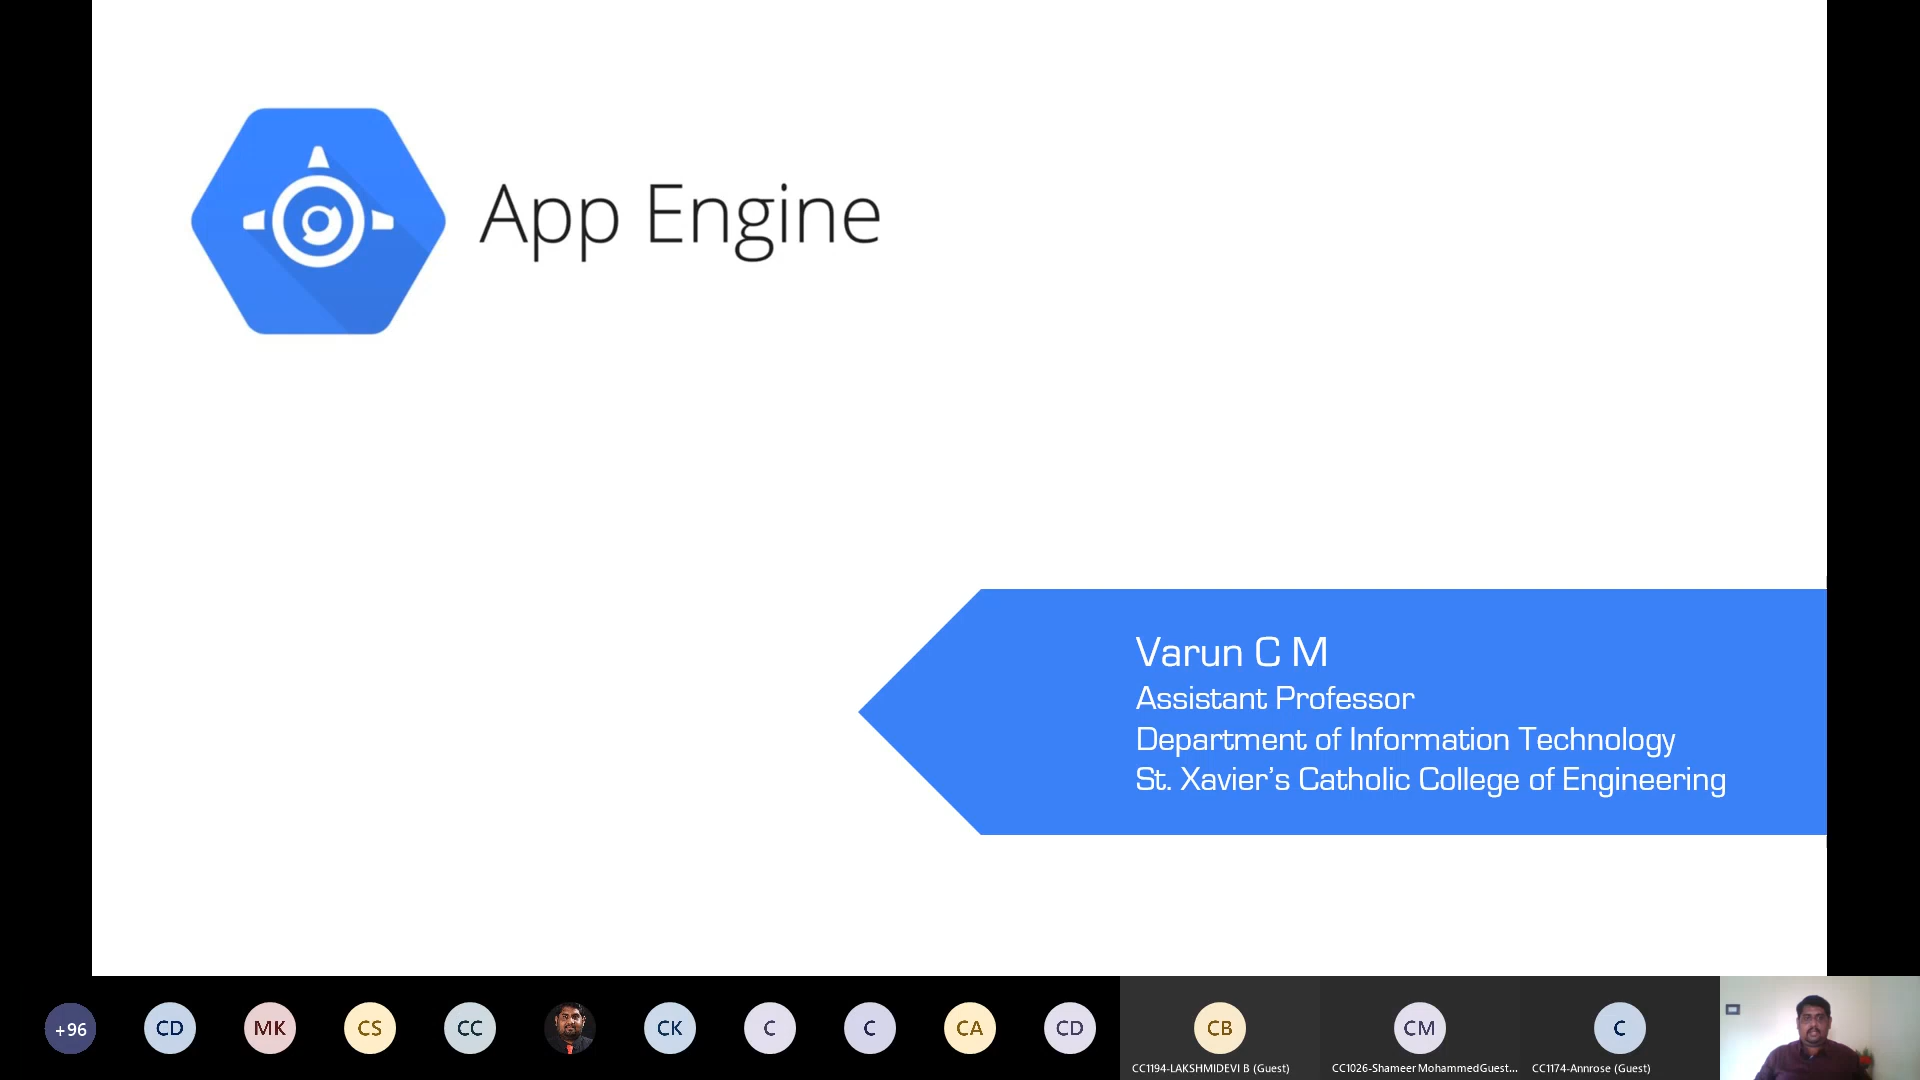 App Engine
Varun C M
Assistant Professor
Department of Information Technology
St. Xavier's Catholic College of Engineering
+96
CD
MK
CS
CC
CK
C
C
CA
CD
CB
CM
C
CC1194-LAKSHMIDEVI B (Guest)
CC1026-Shameer MohammedGuest...
CC1174-Annrose (Guest)